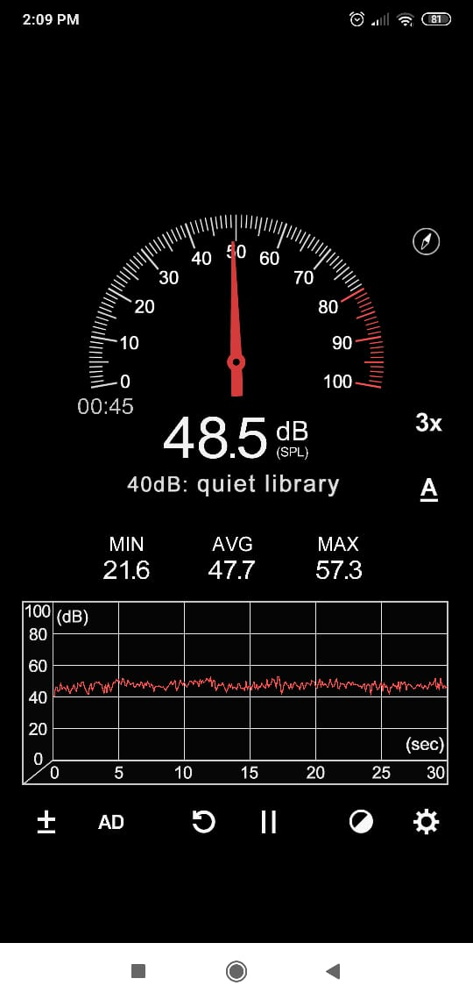 2:09 PM 81
40 50 60
30 70
20 80
10 90
0 100
00:45
48.5 dB
(SPL)
3x
40dB: quiet library
A
MIN AVG MAX
21.6 47.7 57.3
100 (dB)
80
60
40
20
(sec)
0
0 5 10 15 20 25 30
± AD